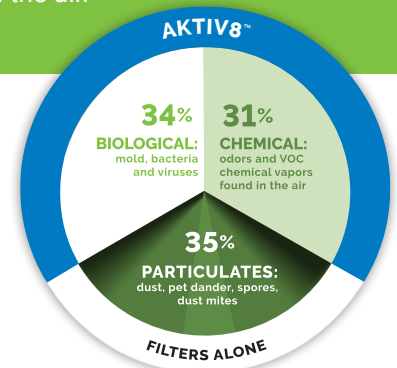 AKTIV8™
34%
BIOLOGICAL:
mold, bacteria
and viruses
31%
CHEMICAL:
odors and VOC
chemical vapors
found in the air
35%
PARTICULATES:
dust, pet dander, spores,
dust mites
FILTERS ALONE